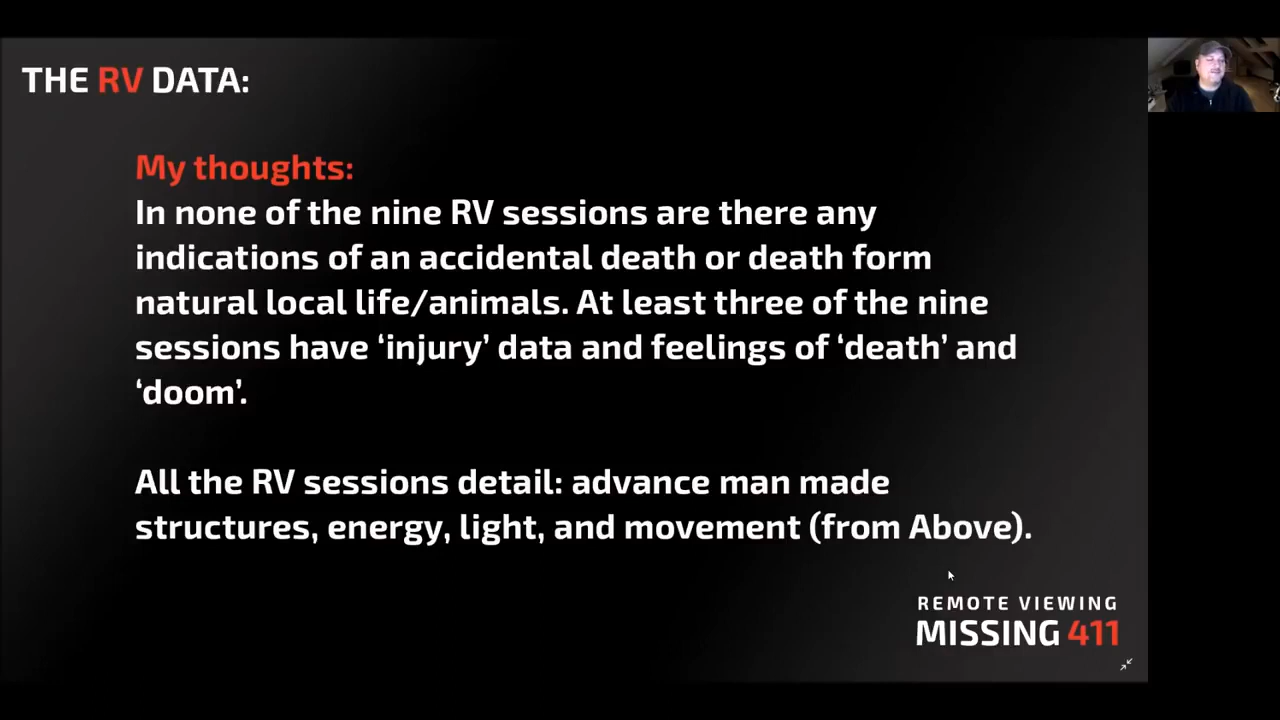 THE RV DATA:
My thoughts:
In none of the nine RV sessions are there any
indications of an accidental death or death form
natural local life/animals. At least three of the nine
sessions have ‘injury’ data and feelings of ‘death’ and
‘doom’.
All the RV sessions detail: advance man made
structures, energy, light, and movement (from Above).
REMOTE VIEWING
MISSING 411